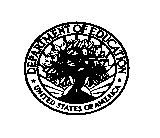 DEPARTMENT OF EDUCATION
UNITED STATES OF AMERICA